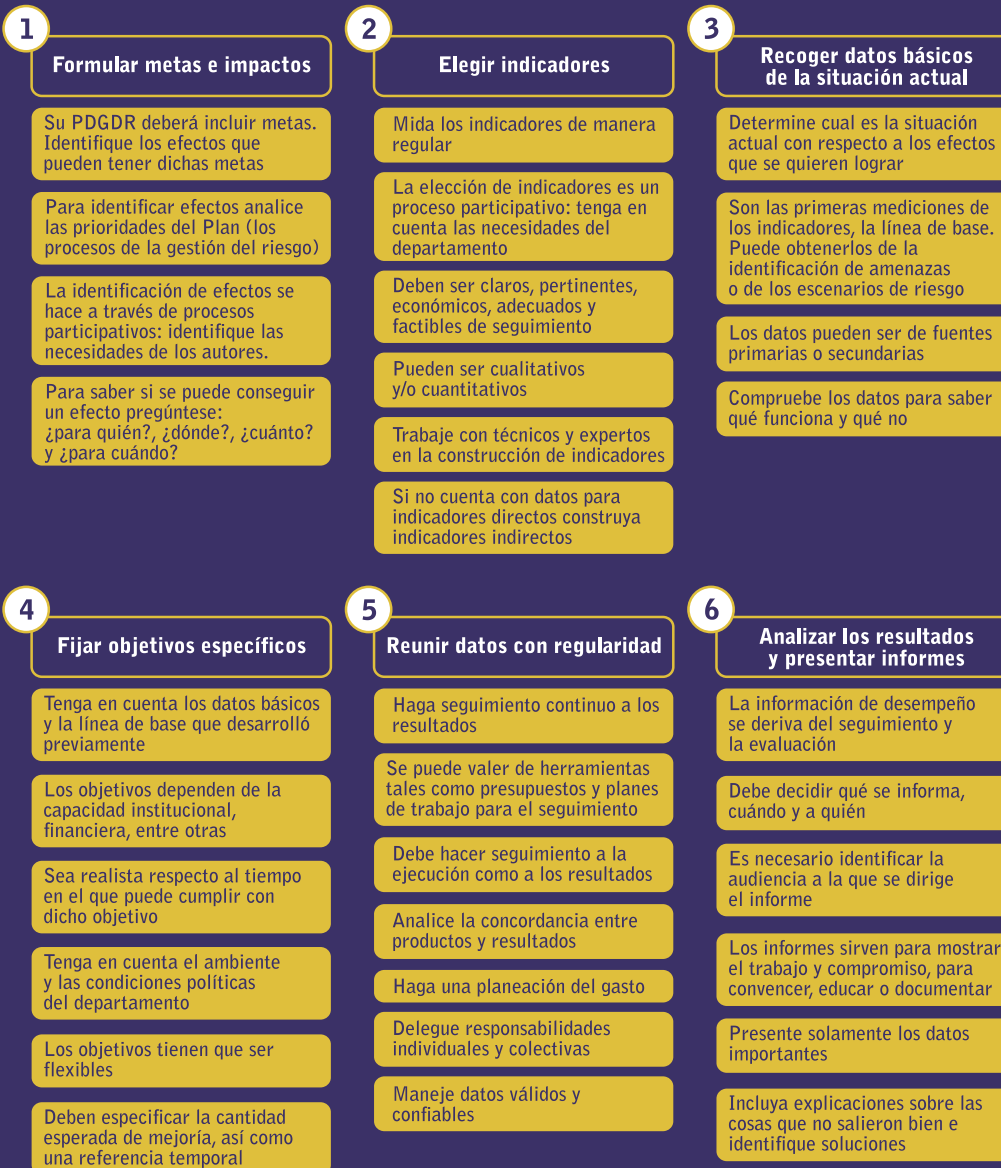 1
Formular metas e impactos
Su PDGDR deberá incluir metas.
Identifique los efectos que
pueden tener dichas metas
Para identificar efectos analice
las prioridades del Plan (los
procesos de la gestión del riesgo)
La identificación de efectos se
hace a través de procesos
participativos: identifique las
necesidades de los autores.
Para saber si se puede conseguir
un efecto pregúntese:
¿para quién?, ¿dónde?, ¿cuánto?
y ¿para cuándo?
2
Elegir indicadores
Mida los indicadores de manera
regular
La elección de indicadores es un
proceso participativo: tenga en
cuenta las necesidades del
departamento
Deben ser claros, pertinentes,
económicos, adecuados y
factibles de seguimiento
Pueden ser cualitativos
y/o cuantitativos
Trabaje con técnicos y expertos
en la construcción de indicadores
Si no cuenta con datos para
indicadores directos construya
indicadores indirectos
3
Recoger datos básicos
de la situación actual
Determine cual es la situación
actual con respecto a los efectos
que se quieren lograr
Son las primeras mediciones de
los indicadores, la línea de base.
Puede obtenerlos de la
identificación de amenazas
o de los escenarios de riesgo
Los datos pueden ser de fuentes
primarias o secundarias
Compruebe los datos para saber
qué funciona y qué no
4
Fijar objetivos específicos
Tenga en cuenta los datos básicos
y la línea de base que desarrolló
previamente
Los objetivos dependen de la
capacidad institucional,
financiera, entre otras
Sea realista respecto al tiempo
en el que puede cumplir con
dicho objetivo
Tenga en cuenta el ambiente
y las condiciones políticas
del departamento
Los objetivos tienen que ser
flexibles
Deben especificar la cantidad
esperada de mejoría, así como
una referencia temporal
5
Reunir datos con regularidad
Haga seguimiento continuo a los
resultados
Se puede valer de herramientas
tales como presupuestos y planes
de trabajo para el seguimiento
Debe hacer seguimiento a la
ejecución como a los resultados
Analice la concordancia entre
productos y resultados
Haga una planeación del gasto
Delegue responsabilidades
individuales y colectivas
Maneje datos válidos y
confiables
6
Analizar los resultados
y presentar informes
La información de desempeño
se deriva del seguimiento y
la evaluación
Debe decidir qué se informa,
cuándo y a quién
Es necesario identificar la
audiencia a la que se dirige
el informe
Los informes sirven para mostrar
el trabajo y compromiso, para
convencer, educar o documentar
Presente solamente los datos
importantes
Incluya explicaciones sobre las
cosas que no salieron bien e
identifique soluciones